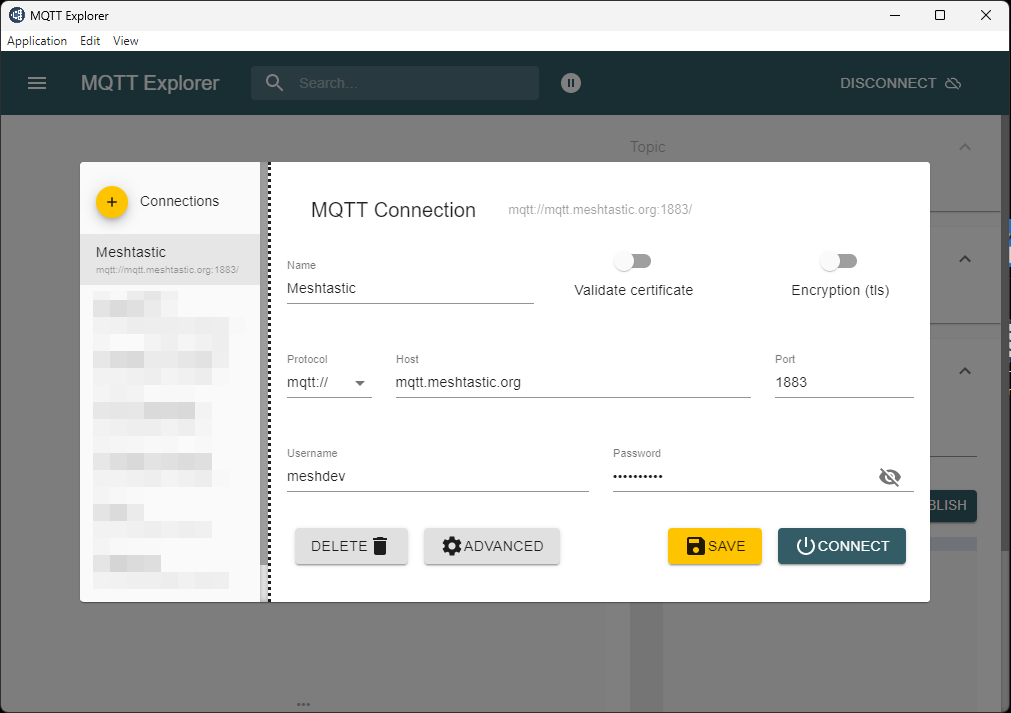 MQTT Explorer
Application Edit View
MQTT Explorer
Search...
DISCONNECT
Topic
Connections
Meshtastic
mqtt://mqtt.meshtastic.org:1883/
MQTT Connection
mqtt://mqtt.meshtastic.org:1883/
Name
Meshtastic
Validate certificate
Encryption (tls)
Protocol
mqtt://
Host
mqtt.meshtastic.org
Port
1883
Username
meshdev
Password
••••••••••
DELETE
ADVANCED
SAVE
CONNECT
BLISH